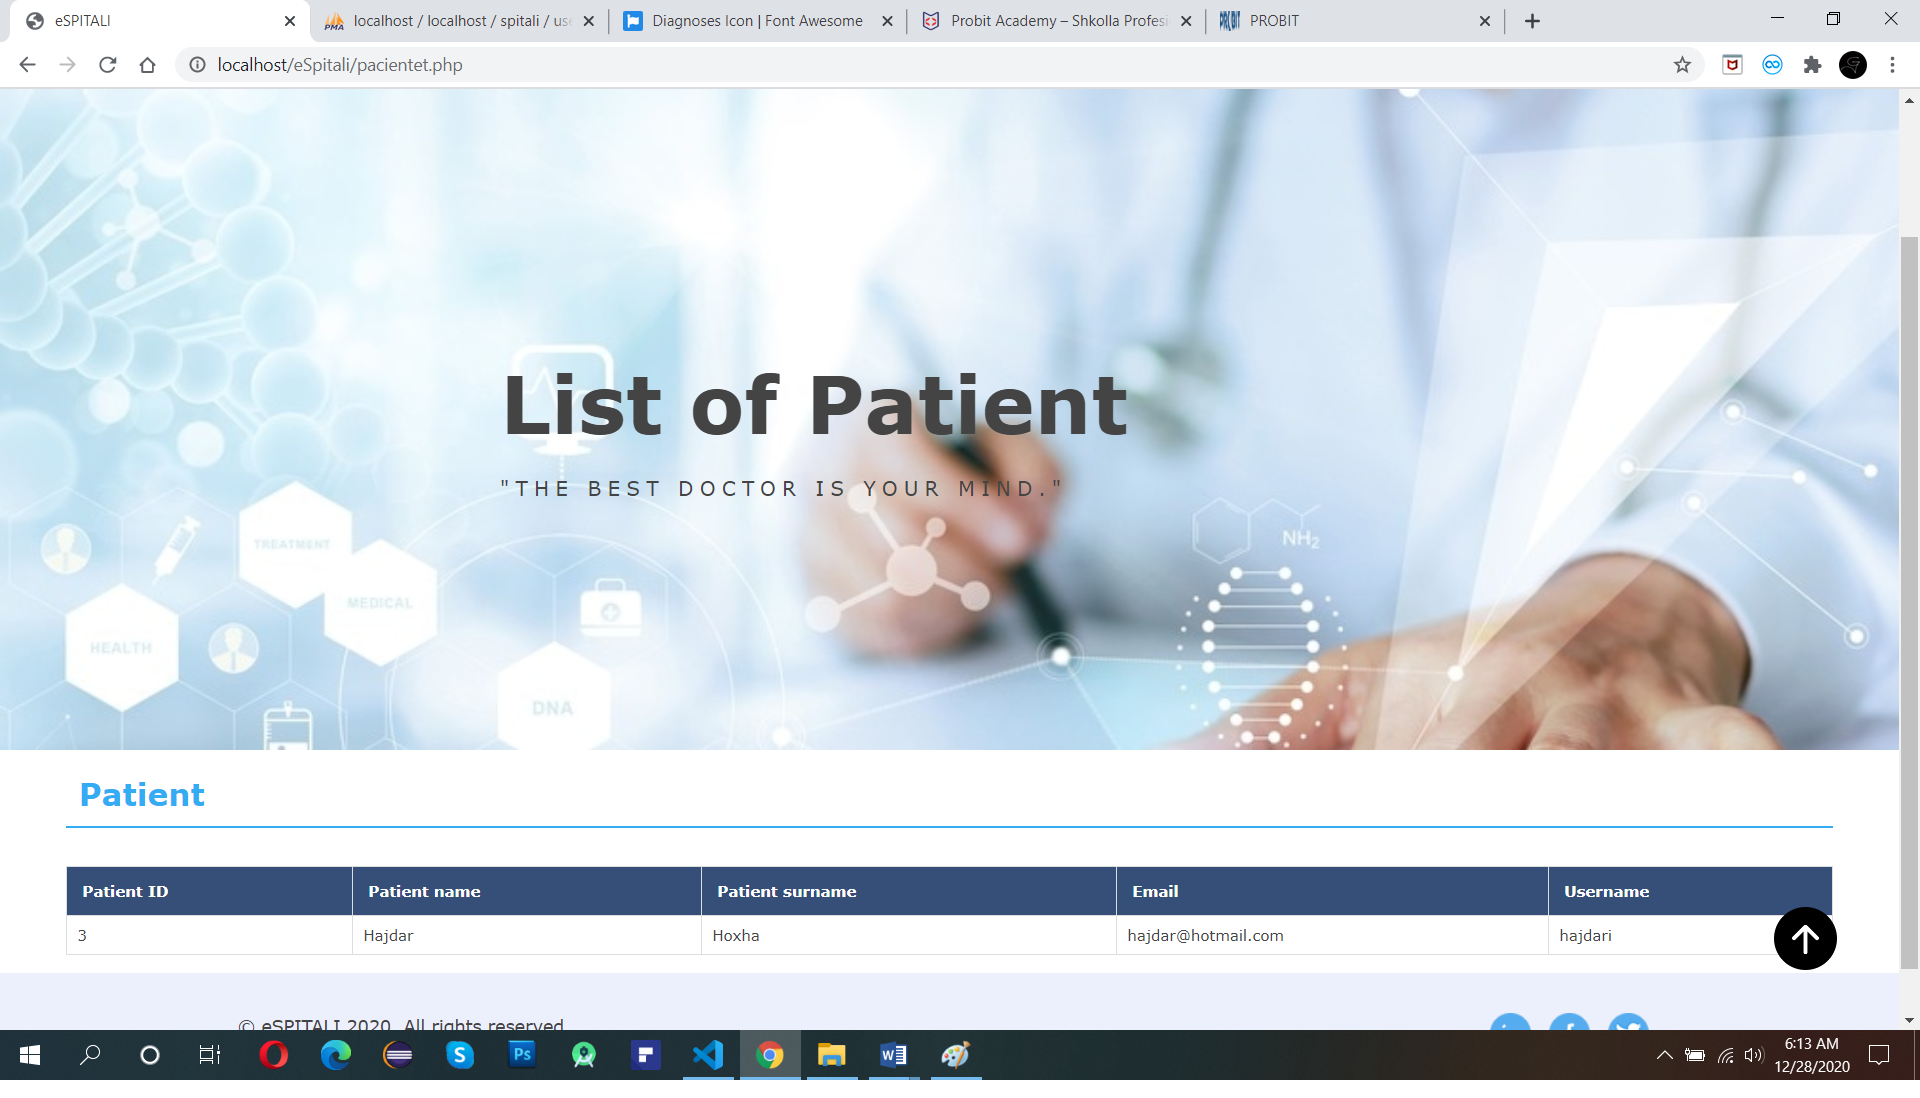 eSPITALI
localhost / localhost / spitali / use
Diagnoses Icon | Font Awesome
Probit Academy – Shkolla Profesi
PROBIT
localhost/eSpitali/pacientet.php
List of Patient
"THE BEST DOCTOR IS YOUR MIND."
TREATMENT
MEDICAL
HEALTH
DNA
NH2
Patient
Patient ID Patient name Patient surname Email Username
3 Hajdar Hoxha hajdar@hotmail.com hajdari
© eSPITALI 2020. All rights reserved
6:13 AM
12/28/2020